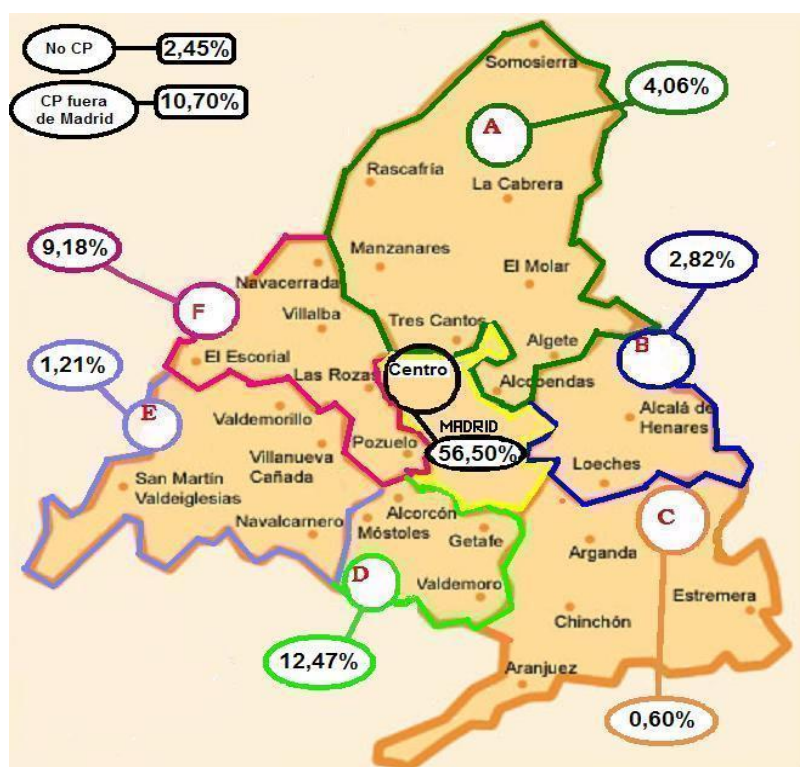 No CP
2,45%
CP fuera
de Madrid
10,70%
Somosierra
4,06%
A
Rascafría
La Cabrera
9,18%
Manzanares
El Molar
2,82%
Navacerrada
F
Villalba
Tres Cantos
Algete
B
1,21%
El Escorial
Las Rozas
Centro
Alcobendas
E
Valdemorillo
MADRID
Alcalá de
Henares
Pozuelo
56,50%
Villanueva
Cañada
Loeches
San Martín
Valdeiglesias
Navalcarnero
Alcorcón
Móstoles
Getafe
C
Arganda
D
Valdemoro
Estremera
Chinchón
12,47%
Aranjuez
0,60%